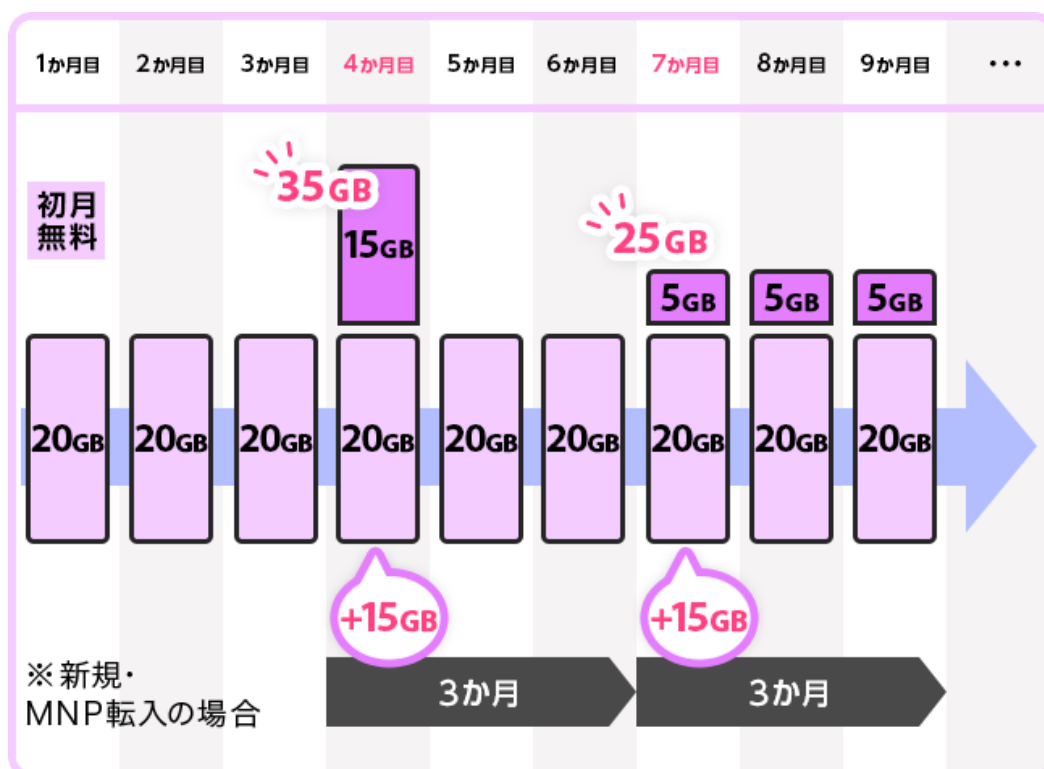 1か月目 2か月目 3か月目 4か月目 5か月目 6か月目 7か月目 8か月目 9か月目 …
初月
無料
35GB
15GB
25GB
5GB 5GB 5GB
20GB 20GB 20GB 20GB 20GB 20GB 20GB 20GB 20GB
+15GB +15GB
3か月 3か月
※新規・
MNP転入の場合